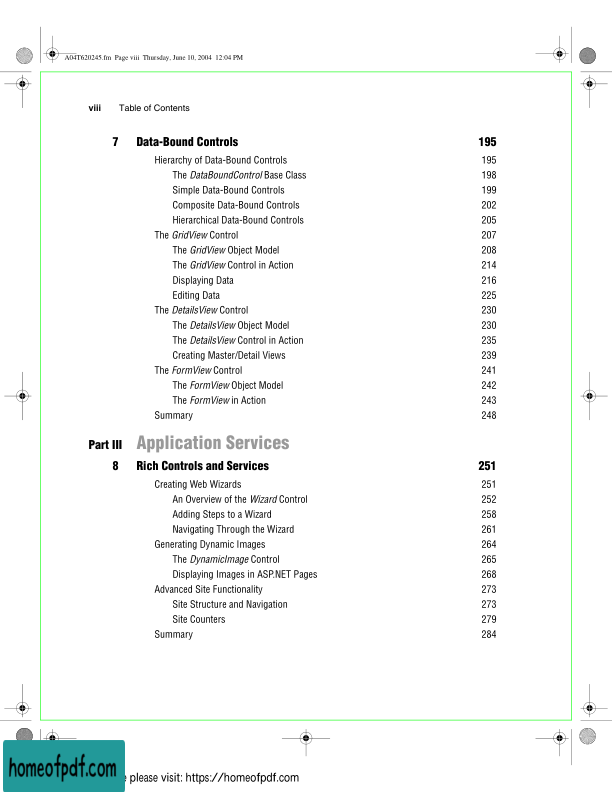 A04T620245.fm Page viii Thursday, June 10, 2004 12:04 PM
viii Table of Contents
7 Data-Bound Controls 195
Hierarchy of Data-Bound Controls 195
The DataBoundControl Base Class 198
Simple Data-Bound Controls 199
Composite Data-Bound Controls 202
Hierarchical Data-Bound Controls 205
The GridView Control 207
The GridView Object Model 208
The GridView Control in Action 214
Displaying Data 216
Editing Data 225
The DetailsView Control 230
The DetailsView Object Model 230
The DetailsView Control in Action 235
Creating Master/Detail Views 239
The FormView Control 241
The FormView Object Model 242
The FormView in Action 243
Summary 248
Part III Application Services
8 Rich Controls and Services 251
Creating Web Wizards 251
An Overview of the Wizard Control 252
Adding Steps to a Wizard 258
Navigating Through the Wizard 261
Generating Dynamic Images 264
The DynamicImage Control 265
Displaying Images in ASP.NET Pages 268
Advanced Site Functionality 273
Site Structure and Navigation 273
Site Counters 279
Summary 284
homeofpdf.com
please visit: https://homeofpdf.com